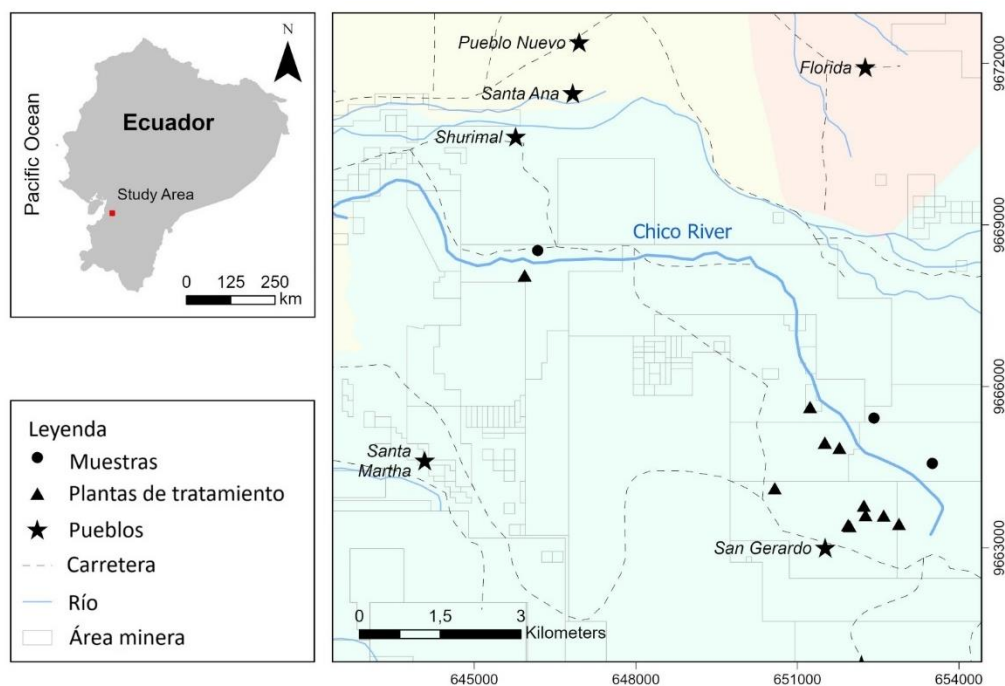 Pacific Ocean
N
Ecuador
Study Area
0 125 250
km
Leyenda
Muestras
Plantas de tratamiento
Pueblos
Carretera
Río
Área minera
Pueblo Nuevo
Santa Ana
Shurimal
Florida
Chico River
Santa
Martha
San Gerardo
0 1,5 3
Kilometers
9672000
9669000
9666000
9663000
645000 648000 651000 654000